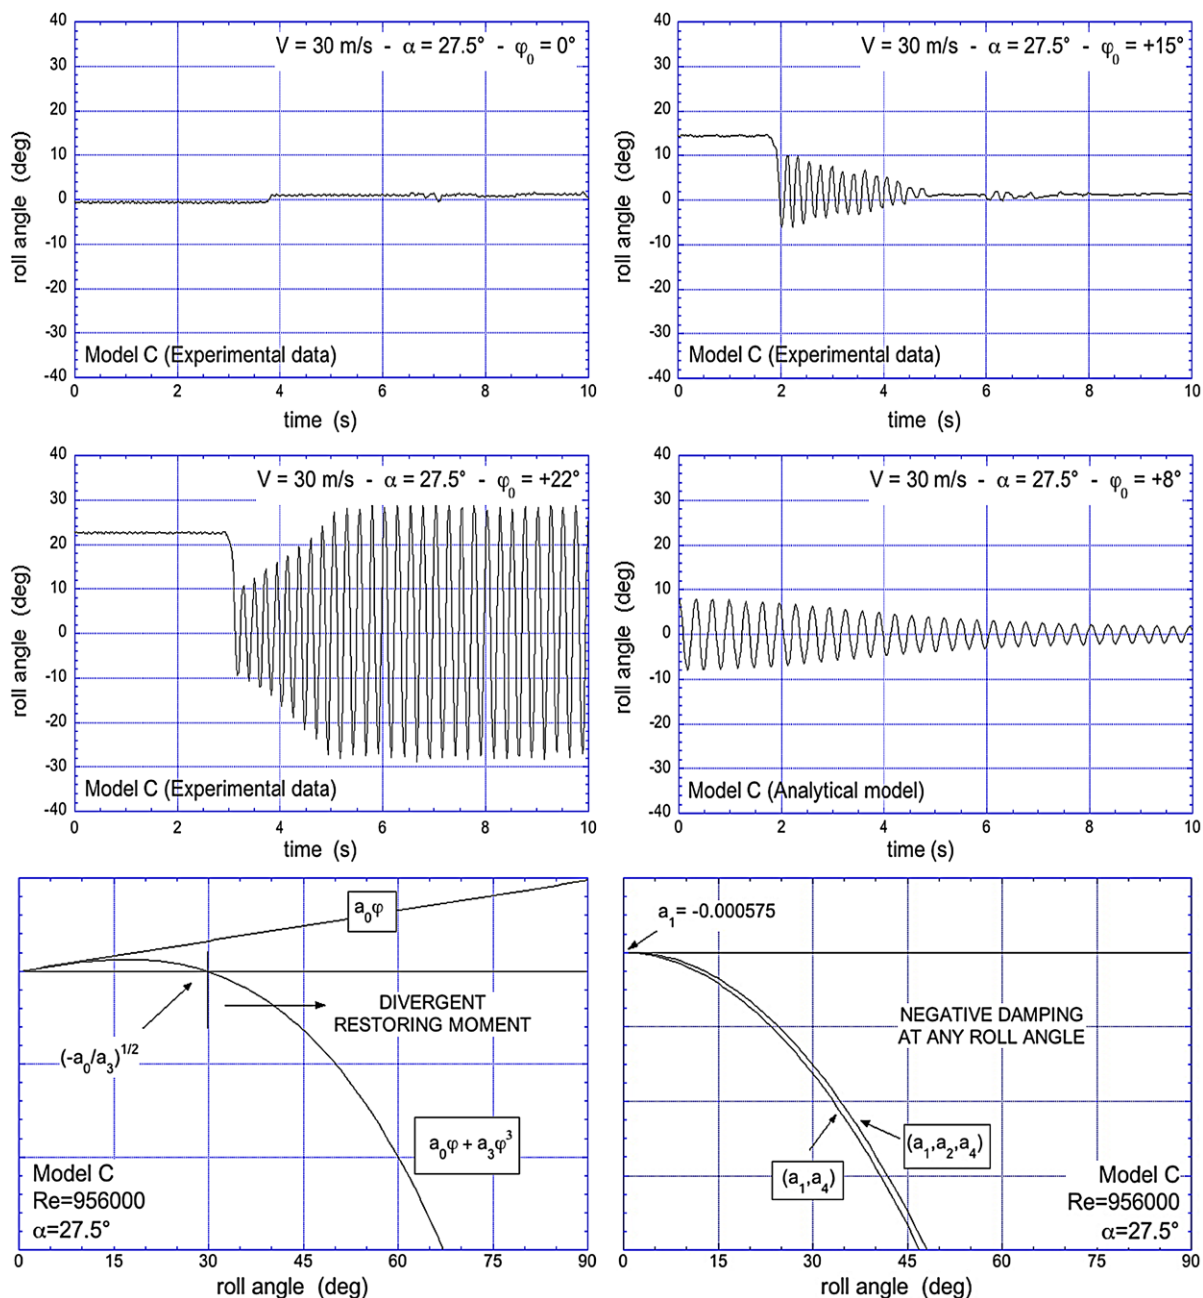 V = 30 m/s - α = 27.5° - φ₀ = 0°
roll angle (deg)
40
30
20
10
0
-10
-20
-30
-40
Model C (Experimental data)
0 2 4 6 8 10
time (s)
V = 30 m/s - α = 27.5° - φ₀ = +15°
roll angle (deg)
40
30
20
10
0
-10
-20
-30
-40
Model C (Experimental data)
0 2 4 6 8 10
time (s)
V = 30 m/s - α = 27.5° - φ₀ = +22°
roll angle (deg)
40
30
20
10
0
-10
-20
-30
-40
Model C (Experimental data)
0 2 4 6 8 10
time (s)
V = 30 m/s - α = 27.5° - φ₀ = +8°
roll angle (deg)
40
30
20
10
0
-10
-20
-30
-40
Model C (Analytical model)
0 2 4 6 8 10
time (s)
a₀φ
DIVERGENT
RESTORING MOMENT
(-a₀/a₃)^1/2
a₀φ + a₃φ³
Model C
Re=956000
α=27.5°
0 15 30 45 60 75 90
roll angle (deg)
a₁= -0.000575
NEGATIVE DAMPING
AT ANY ROLL ANGLE
(a₁,a₂,a₄)
(a₁,a₄)
Model C
Re=956000
α=27.5°
0 15 30 45 60 75 90
roll angle (deg)